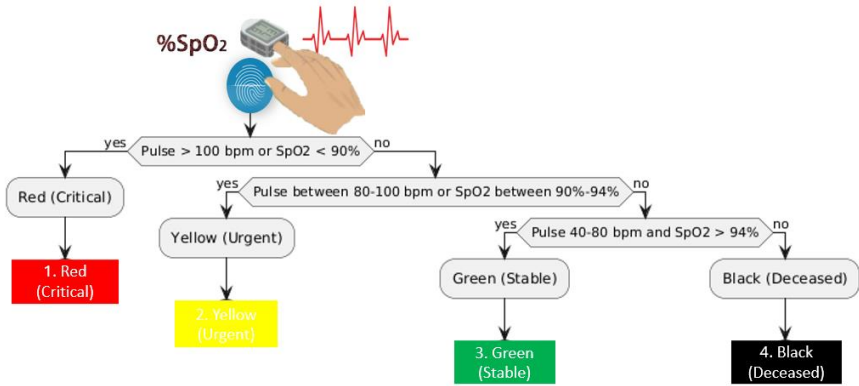 %SpO2
yes
Pulse > 100 bpm or SpO2 < 90%
no
Red (Critical)
yes
Pulse between 80-100 bpm or SpO2 between 90%-94%
no
Yellow (Urgent)
yes
Pulse 40-80 bpm and SpO2 > 94%
no
Green (Stable)
Black (Deceased)
1. Red
(Critical)
2. Yellow
(Urgent)
3. Green
(Stable)
4. Black
(Deceased)